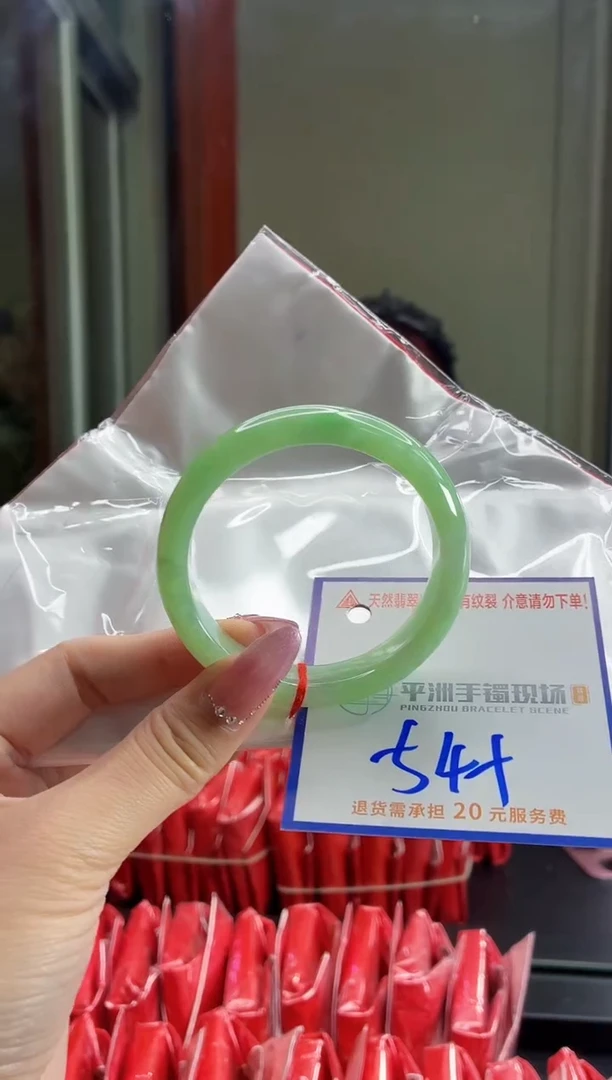 天然翡翠 有纹裂 介意请勿下单!
平洲手镯现场
PINGZHOU BRACELET SCENE
544
退货需承担 20 元服务费